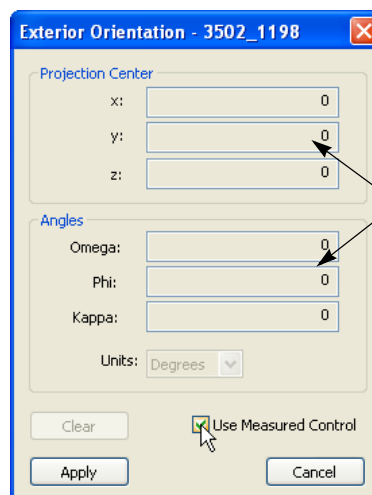 Exterior Orientation - 3502_1198
Projection Center
x: 0
y: 0
z: 0
Angles
Omega: 0
Phi: 0
Kappa: 0
Units: Degrees
Clear Use Measured Control
Apply Cancel